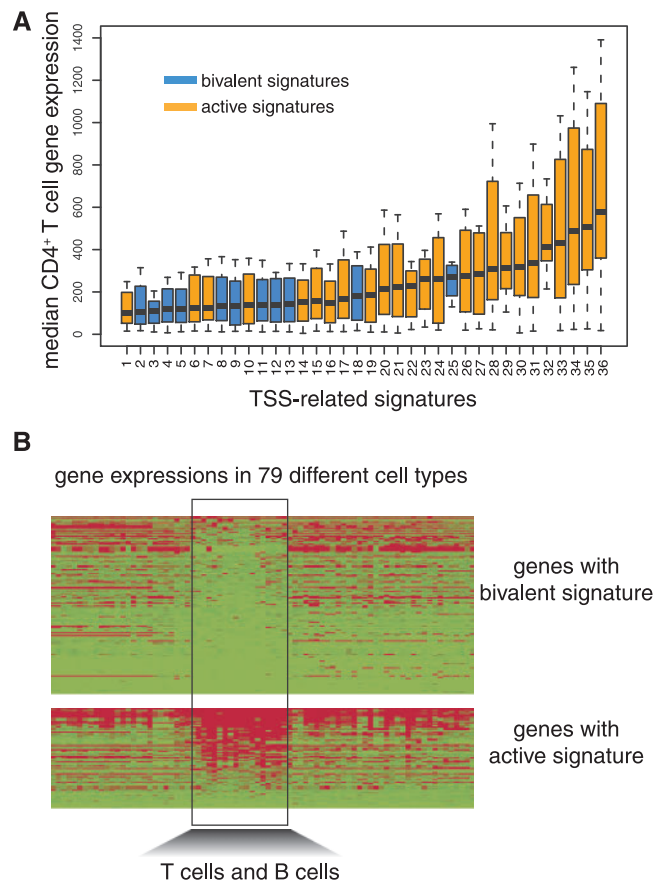 A
median CD4+ T cell gene expression
1400
1200
1000
800
600
400
200
0
bivalent signatures
active signatures
1 2 3 4 5 6 7 8 9 10 11 12 13 14 15 16 17 18 19 20 21 22 23 24 25 26 27 28 29 30 31 32 33 34 35 36
TSS-related signatures
B
gene expressions in 79 different cell types
genes with
bivalent signature
genes with
active signature
T cells and B cells